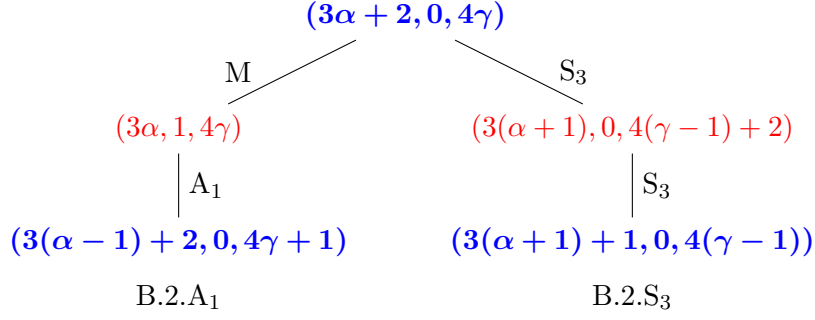 (3α + 2, 0, 4γ)
M S₃
(3α, 1, 4γ) (3(α + 1), 0, 4(γ − 1) + 2)
A₁ S₃
(3(α − 1) + 2, 0, 4γ + 1) (3(α + 1) + 1, 0, 4(γ − 1))
B.2.A₁ B.2.S₃